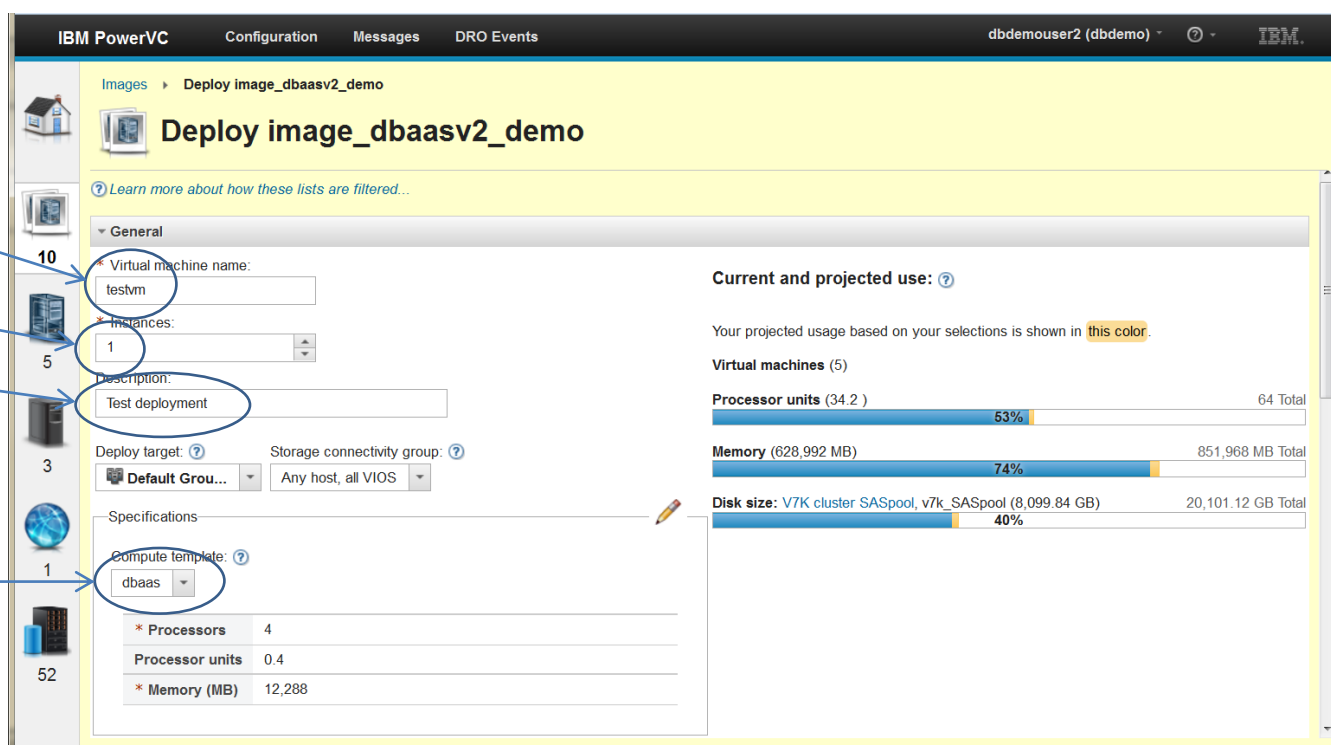 IBM PowerVC Configuration Messages DRO Events dbdemouser2 (dbdemo) ? IBM.
Images ▸ Deploy image_dbaasv2_demo
Deploy image_dbaasv2_demo
? Learn more about how these lists are filtered...
General
10
5
3
1
52
* Virtual machine name:
testvm
* Instances:
1
Description:
Test deployment
Deploy target: ? Storage connectivity group: ?
Default Grou... Any host, all VIOS
Specifications
Compute template: ?
dbaas
* Processors 4
Processor units 0.4
* Memory (MB) 12,288
Current and projected use: ?
Your projected usage based on your selections is shown in this color.
Virtual machines (5)
Processor units (34.2 ) 64 Total
53%
Memory (628,992 MB) 851,968 MB Total
74%
Disk size: V7K cluster SASpool, v7k_SASpool (8,099.84 GB) 20,101.12 GB Total
40%